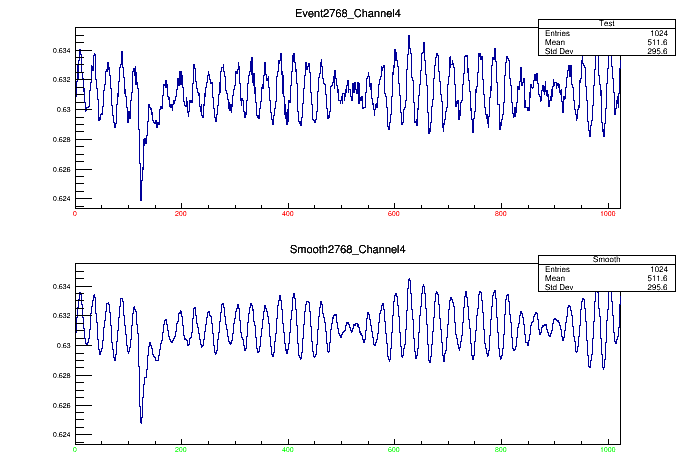 Event2768_Channel4
Test
Entries 1024
Mean 511.6
Std Dev 295.6
0.634
0.632
0.63
0.628
0.626
0.624
0 200 400 600 800 1000
Smooth2768_Channel4
Smooth
Entries 1024
Mean 511.6
Std Dev 295.6
0.634
0.632
0.63
0.628
0.626
0.624
0 200 400 600 800 1000